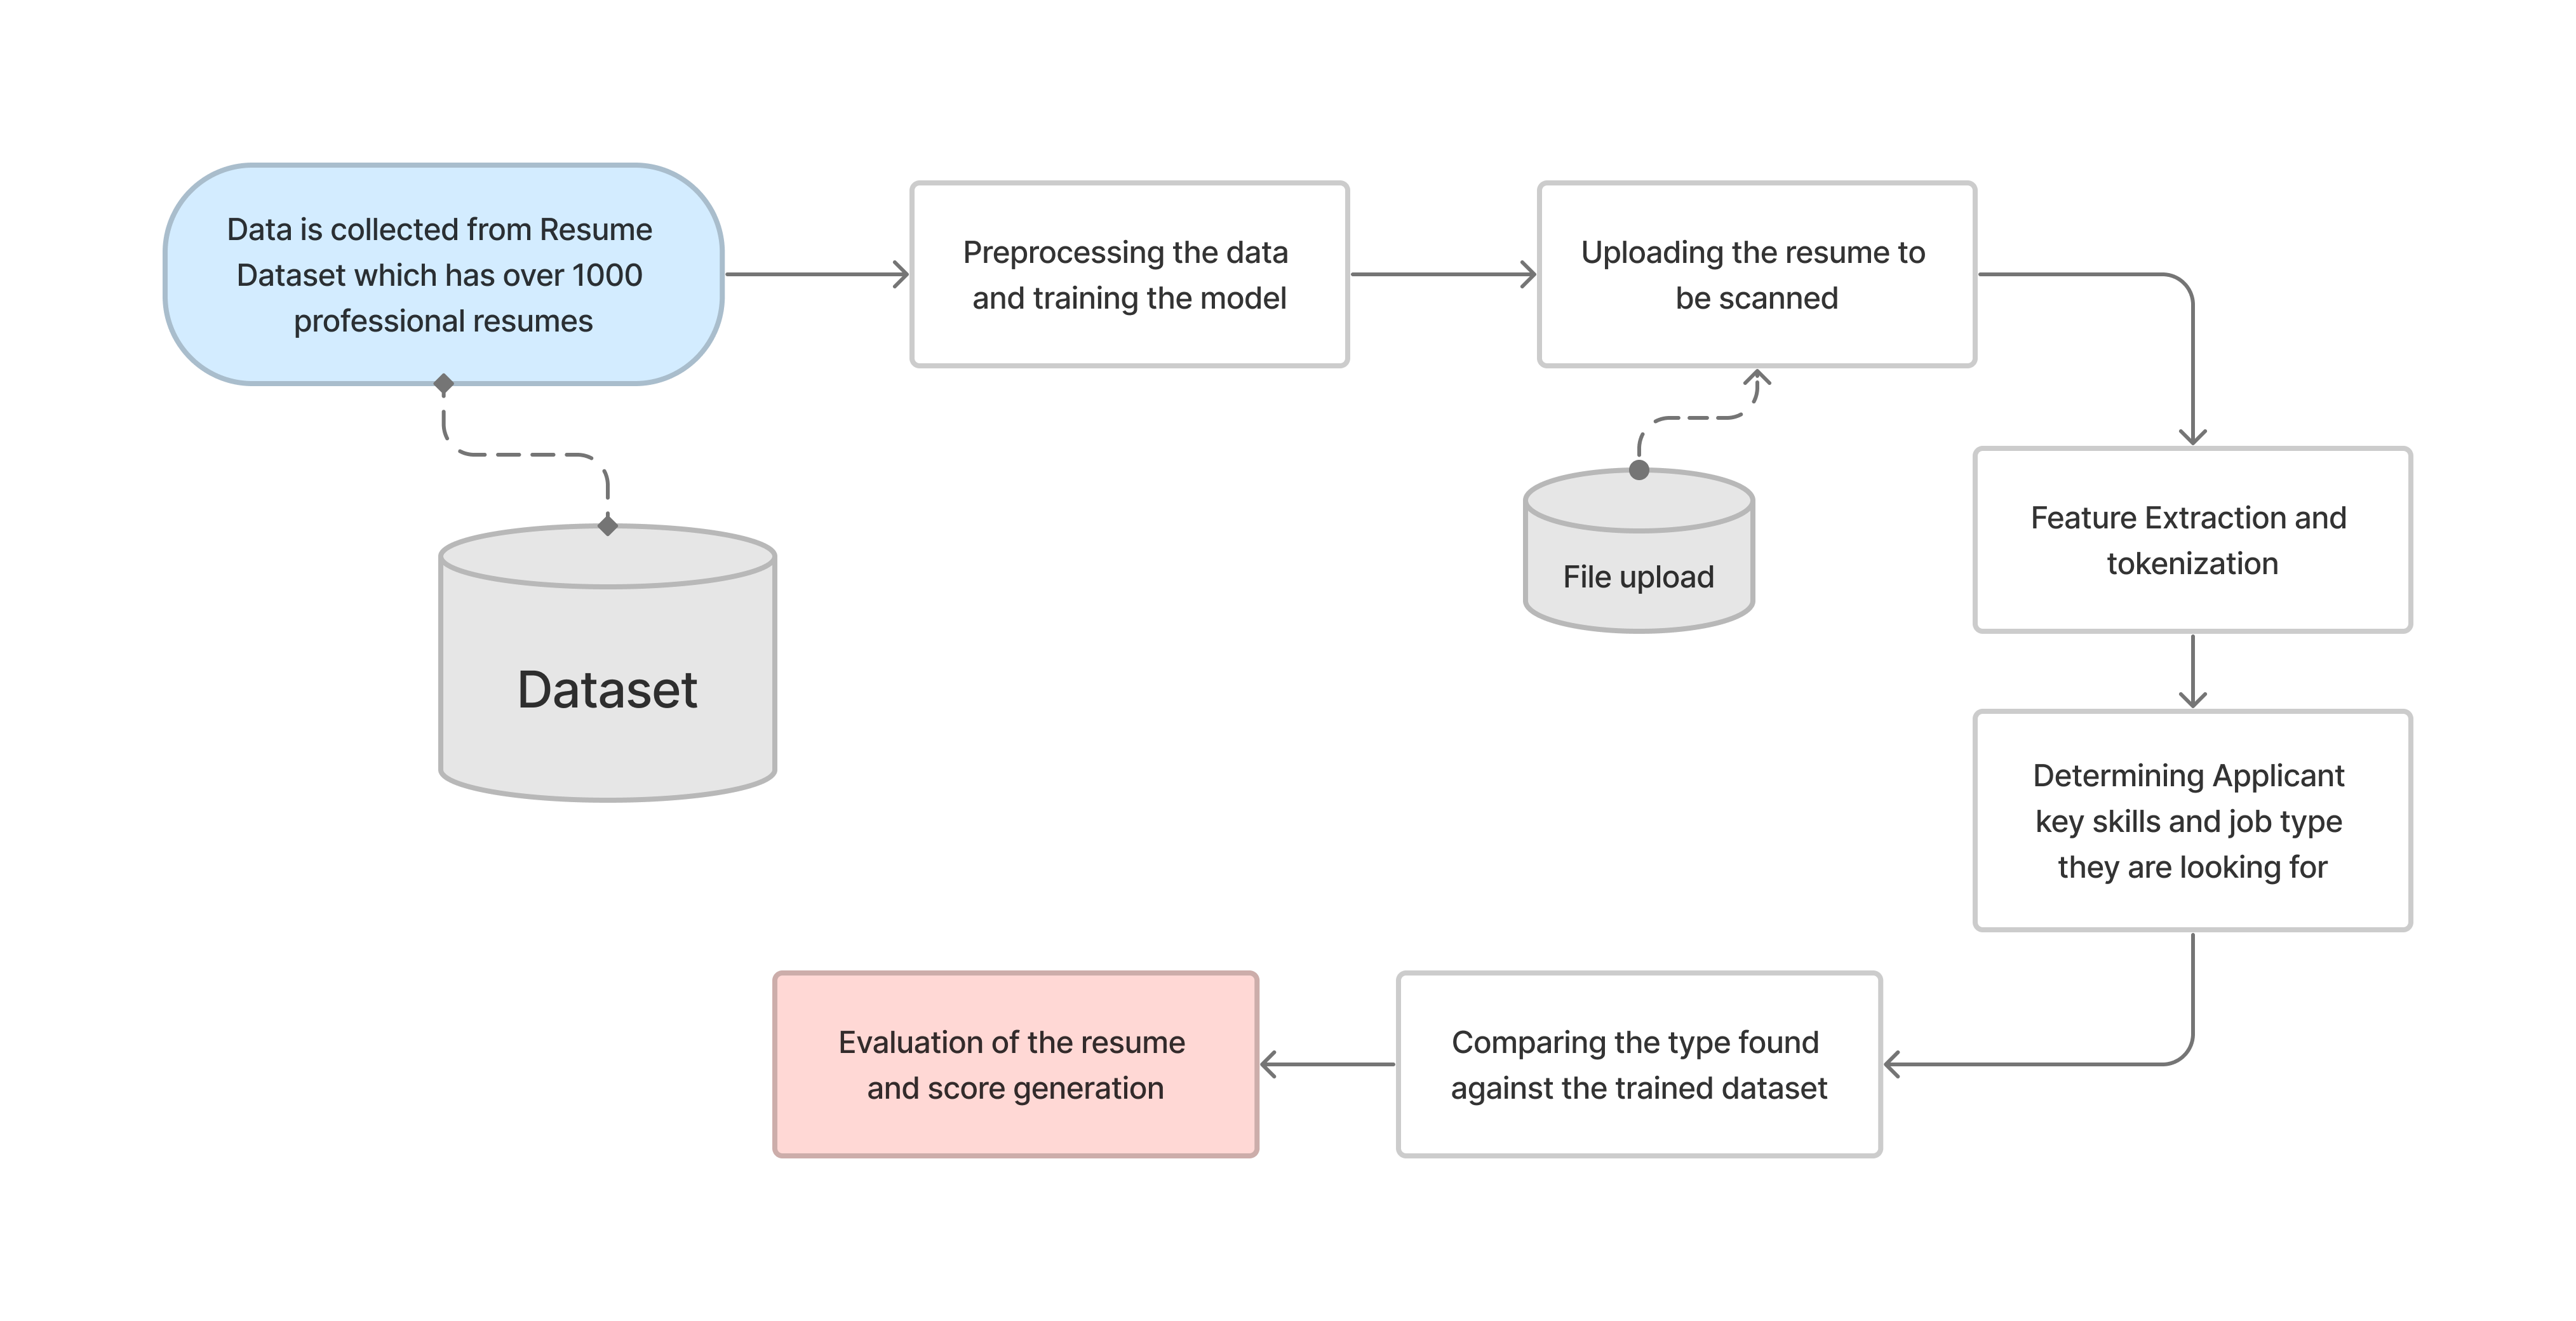 Data is collected from Resume
Dataset which has over 1000
professional resumes
Preprocessing the data
and training the model
Uploading the resume to
be scanned
Feature Extraction and
tokenization
File upload
Dataset
Determining Applicant
key skills and job type
they are looking for
Comparing the type found
against the trained dataset
Evaluation of the resume
and score generation